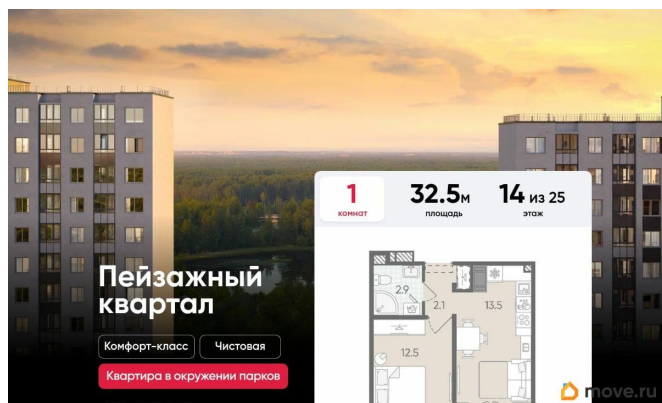 1
комнат
32.5м
площадь
14 из 25
этаж
Пейзажный
квартал
Комфорт-класс
Чистовая
Квартира в окружении парков
2.9
2.1
13.5
12.5
move.ru